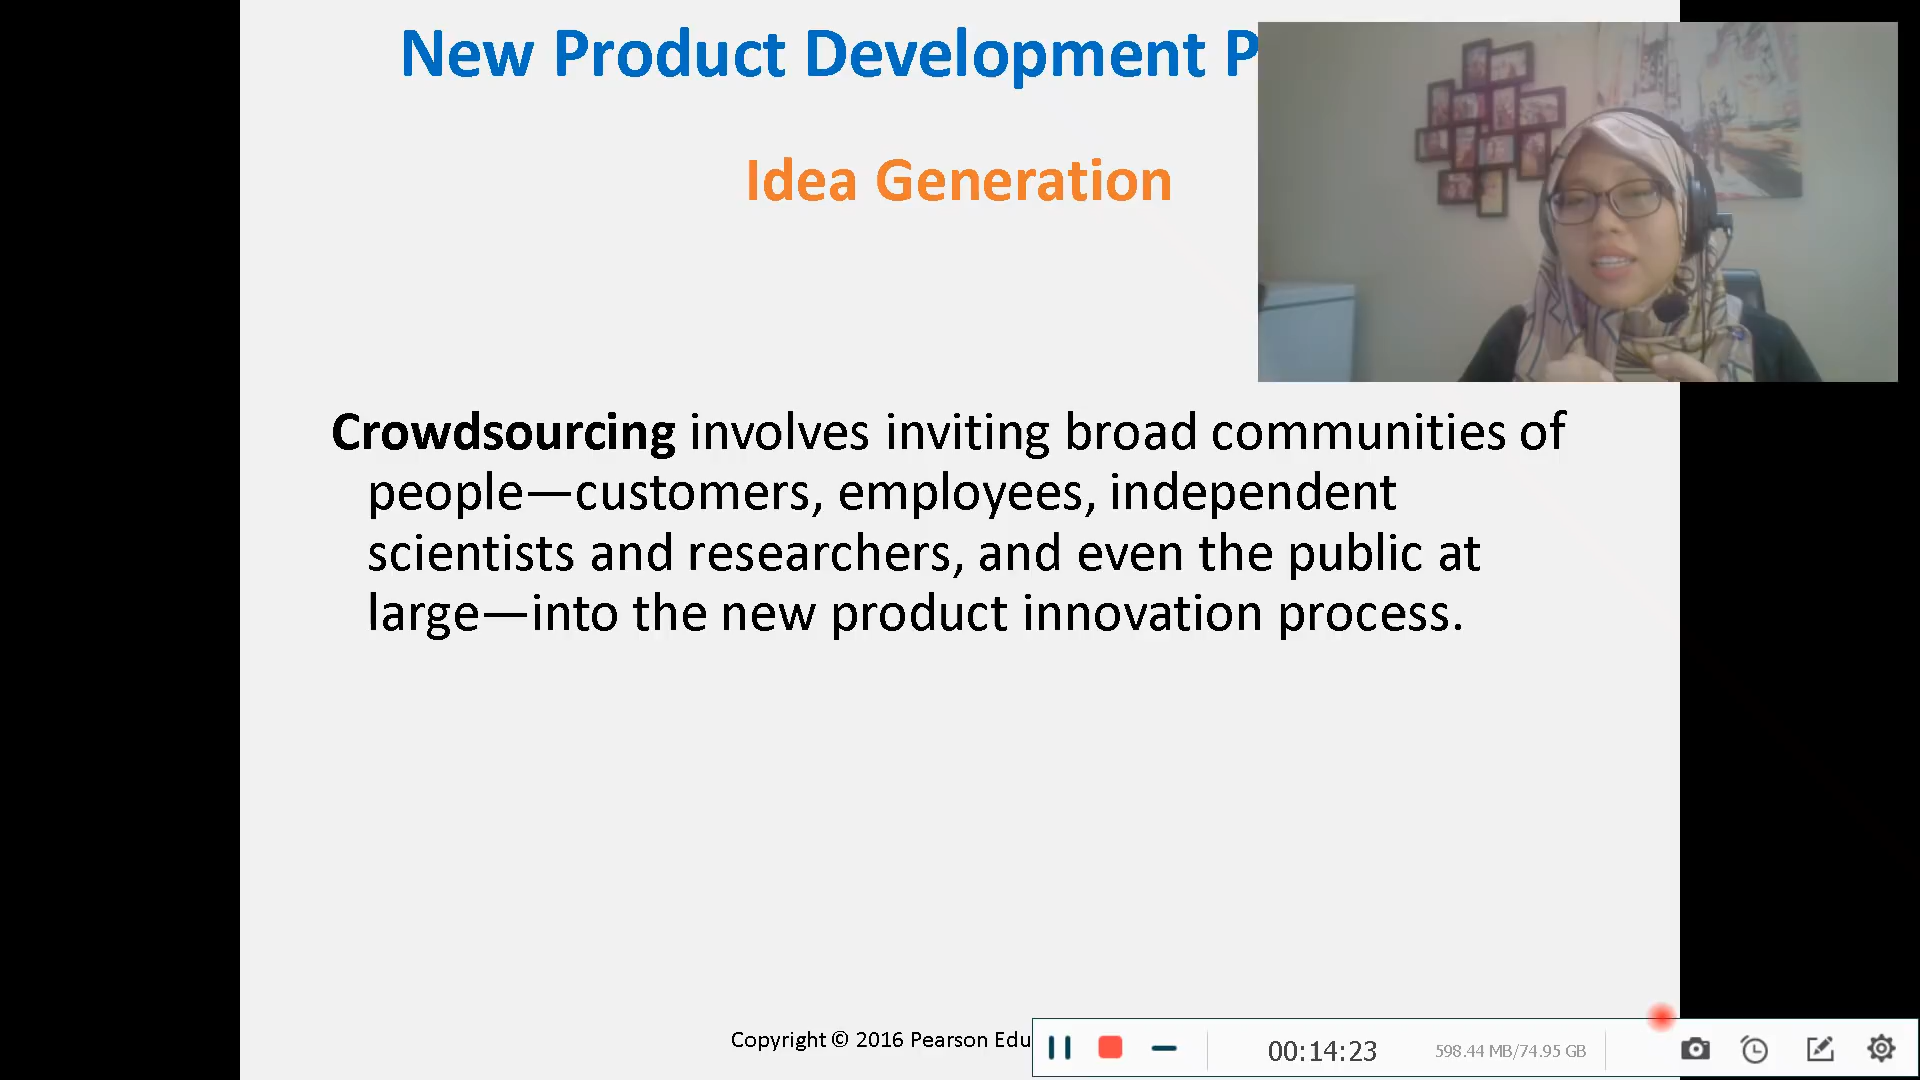 New Product Development P
Idea Generation
Crowdsourcing involves inviting broad communities of
people—customers, employees, independent
scientists and researchers, and even the public at
large—into the new product innovation process.
Copyright © 2016 Pearson Edu
00:14:23
598.44 MB/74.95 GB